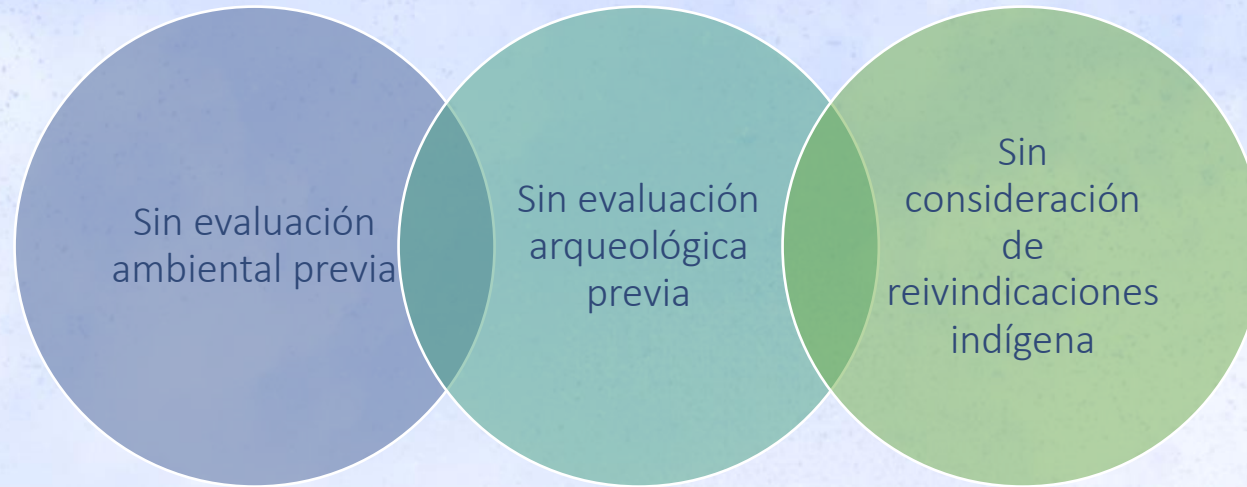 Sin evaluación
ambiental previa
Sin evaluación
arqueológica
previa
Sin
consideración
de
reivindicaciones
indígena